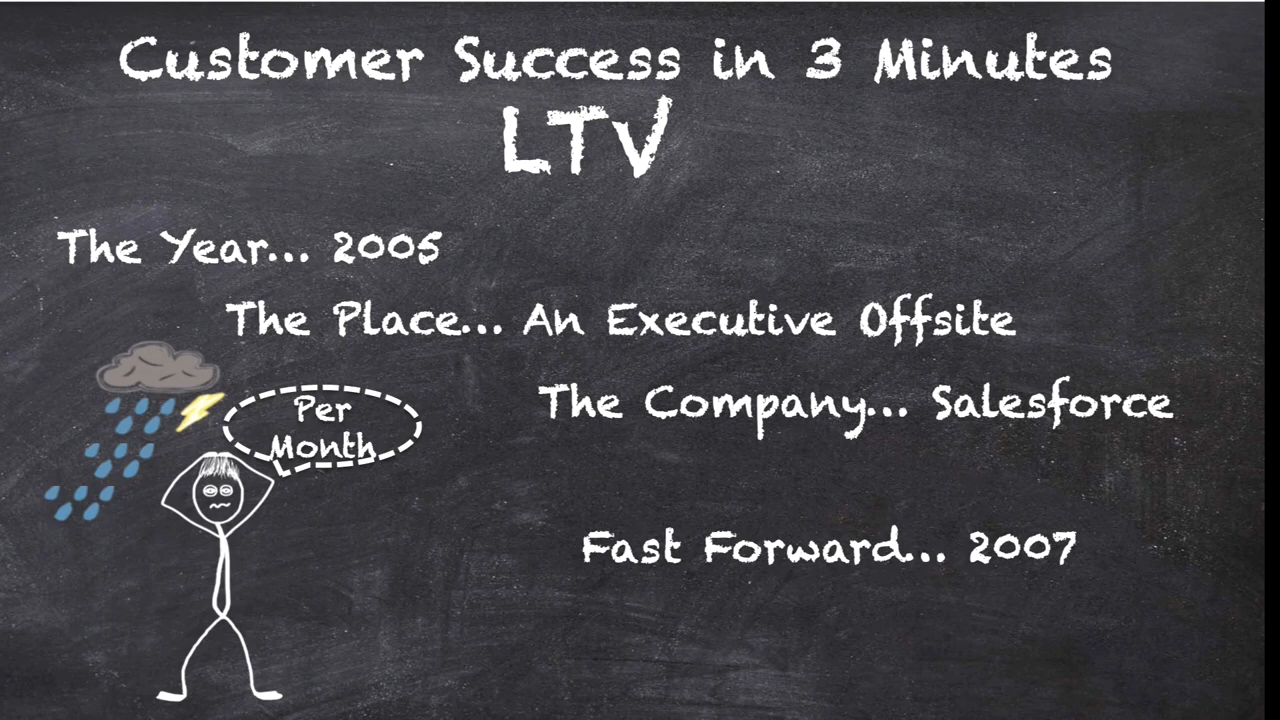 Customer Success in 3 Minutes
LTV
The Year... 2005
The Place... An Executive Offsite
The Company... Salesforce
Per
Month
Fast Forward... 2007